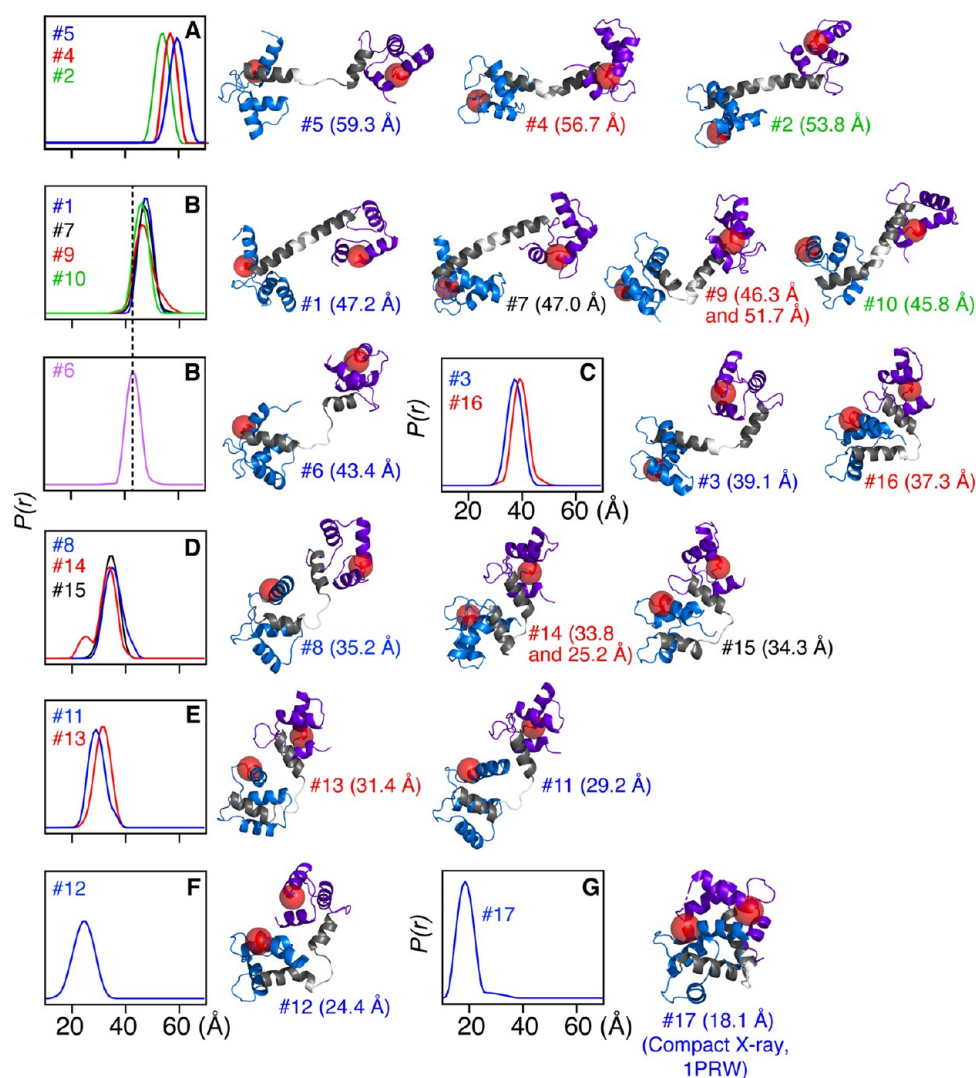 #5
#4
#2
A
#5 (59.3 Å)
#4 (56.7 Å)
#2 (53.8 Å)
20 40 60
#1
#7
#9
#10
B
#1 (47.2 Å)
#7 (47.0 Å)
#9 (46.3 Å
and 51.7 Å)
#10 (45.8 Å)
#6
B
#6 (43.4 Å)
P(r)
#3
#16
C
20 40 60 (Å)
#3 (39.1 Å)
#16 (37.3 Å)
P(r)
#8
#14
#15
D
#8 (35.2 Å)
#14 (33.8
and 25.2 Å)
#15 (34.3 Å)
#11
#13
E
#13 (31.4 Å)
#11 (29.2 Å)
#12
F
20 40 60 (Å)
#12 (24.4 Å)
P(r)
#17
G
20 40 60 (Å)
#17 (18.1 Å)
(Compact X-ray,
1PRW)